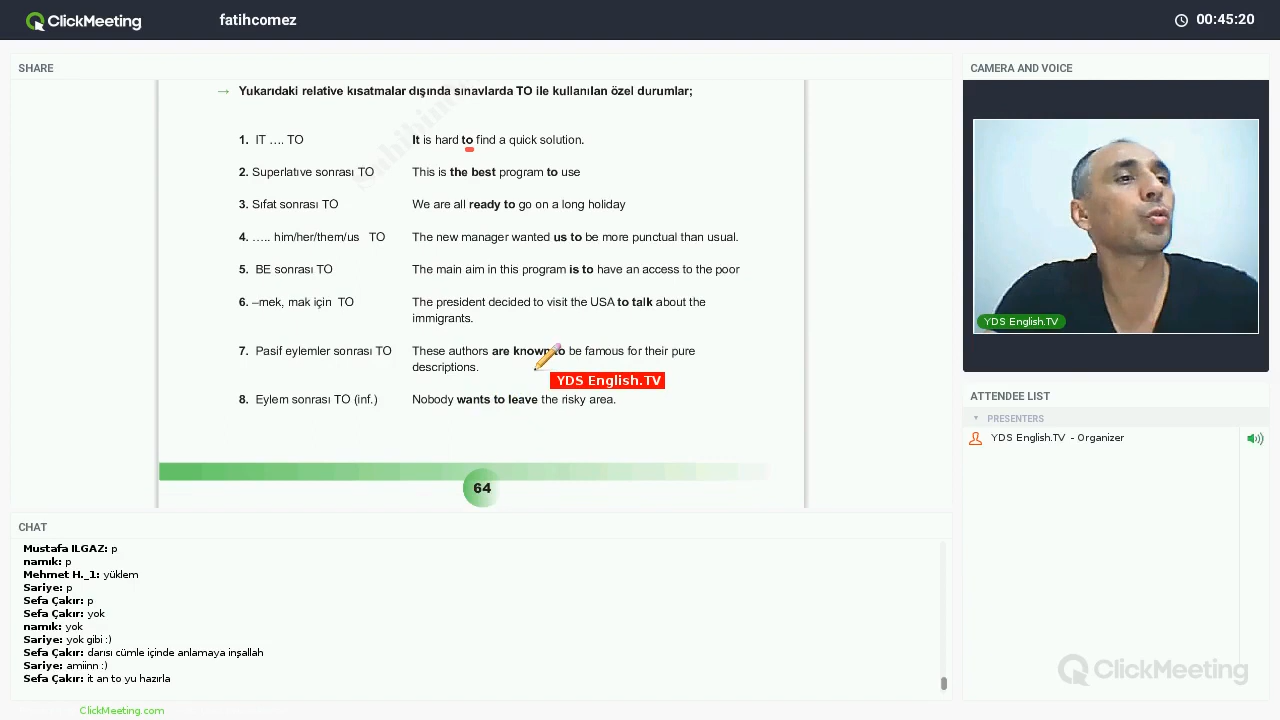 ClickMeeting
fatihcomez
00:45:20
SHARE
→ Yukarıdaki relative kısatmalar dışında sınavlarda TO ile kullanılan özel durumlar;
1. IT …. TO It is hard to find a quick solution.
2. Superlatıve sonrası TO This is the best program to use
3. Sıfat sonrası TO We are all ready to go on a long holiday
4. ….. him/her/them/us TO The new manager wanted us to be more punctual than usual.
5. BE sonrası TO The main aim in this program is to have an access to the poor
6. –mek, mak için TO The president decided to visit the USA to talk about the
immigrants.
7. Pasif eylemler sonrası TO These authors are known to be famous for their pure
descriptions.
YDS English.TV
8. Eylem sonrası TO (inf.) Nobody wants to leave the risky area.
64
CAMERA AND VOICE
YDS English.TV
ATTENDEE LIST
PRESENTERS
YDS English.TV - Organizer
CHAT
Mustafa ILGAZ: p
namık: p
Mehmet H._1: yüklem
Sariye: p
Sefa Çakır: p
Sefa Çakır: yok
namık: yok
Sariye: yok gibi :)
Sefa Çakır: darısı cümle içinde anlamaya inşallah
Sariye: amiinn :)
Sefa Çakır: it an to yu hazırla
ClickMeeting
ClickMeeting.com